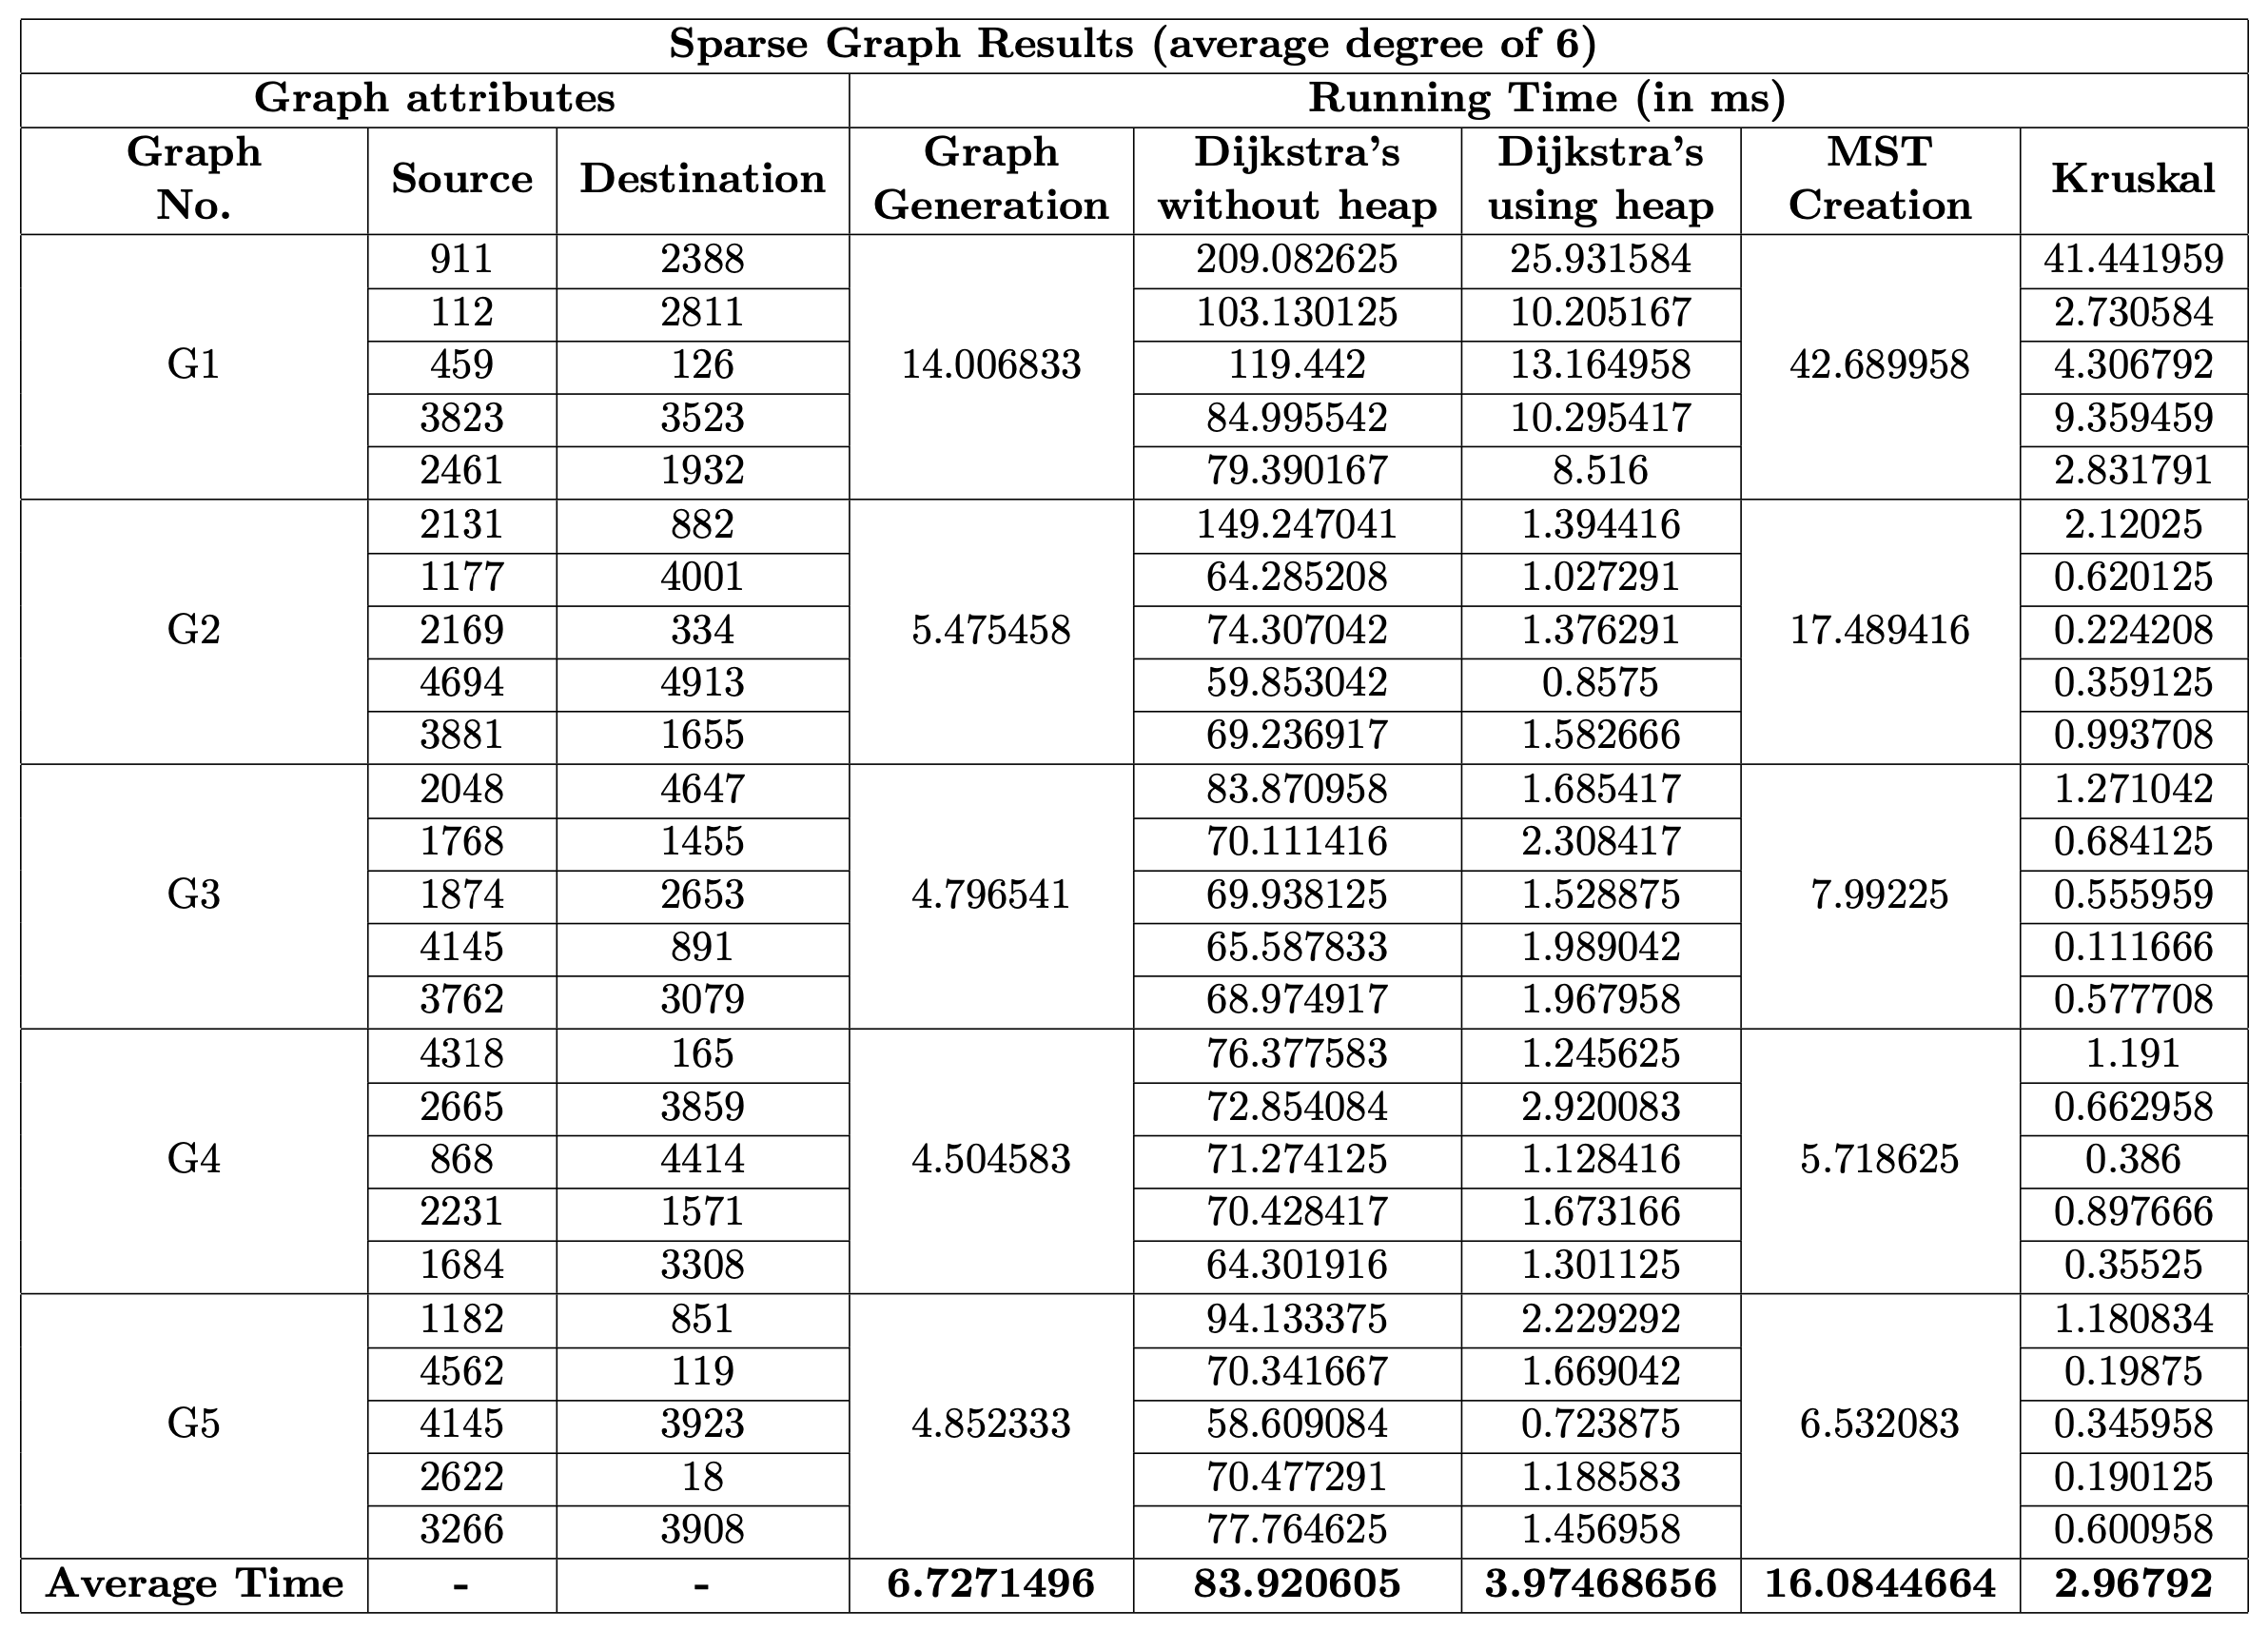 Sparse Graph Results (average degree of 6)
Graph attributes Running Time (in ms)
Graph No. Source Destination Graph Generation Dijkstra's without heap Dijkstra's using heap MST Creation Kruskal
911 2388 209.082625 25.931584 41.441959
112 2811 103.130125 10.205167 2.730584
G1 459 126 14.006833 119.442 13.164958 42.689958 4.306792
3823 3523 84.995542 10.295417 9.359459
2461 1932 79.390167 8.516 2.831791
2131 882 149.247041 1.394416 2.12025
1177 4001 64.285208 1.027291 0.620125
G2 2169 334 5.475458 74.307042 1.376291 17.489416 0.224208
4694 4913 59.853042 0.8575 0.359125
3881 1655 69.236917 1.582666 0.993708
2048 4647 83.870958 1.685417 1.271042
1768 1455 70.111416 2.308417 0.684125
G3 1874 2653 4.796541 69.938125 1.528875 7.99225 0.555959
4145 891 65.587833 1.989042 0.111666
3762 3079 68.974917 1.967958 0.577708
4318 165 76.377583 1.245625 1.191
2665 3859 72.854084 2.920083 0.662958
G4 868 4414 4.504583 71.274125 1.128416 5.718625 0.386
2231 1571 70.428417 1.673166 0.897666
1684 3308 64.301916 1.301125 0.35525
1182 851 94.133375 2.229292 1.180834
4562 119 70.341667 1.669042 0.19875
G5 4145 3923 4.852333 58.609084 0.723875 6.532083 0.345958
2622 18 70.477291 1.188583 0.190125
3266 3908 77.764625 1.456958 0.600958
Average Time - - 6.7271496 83.920605 3.97468656 16.0844664 2.96792